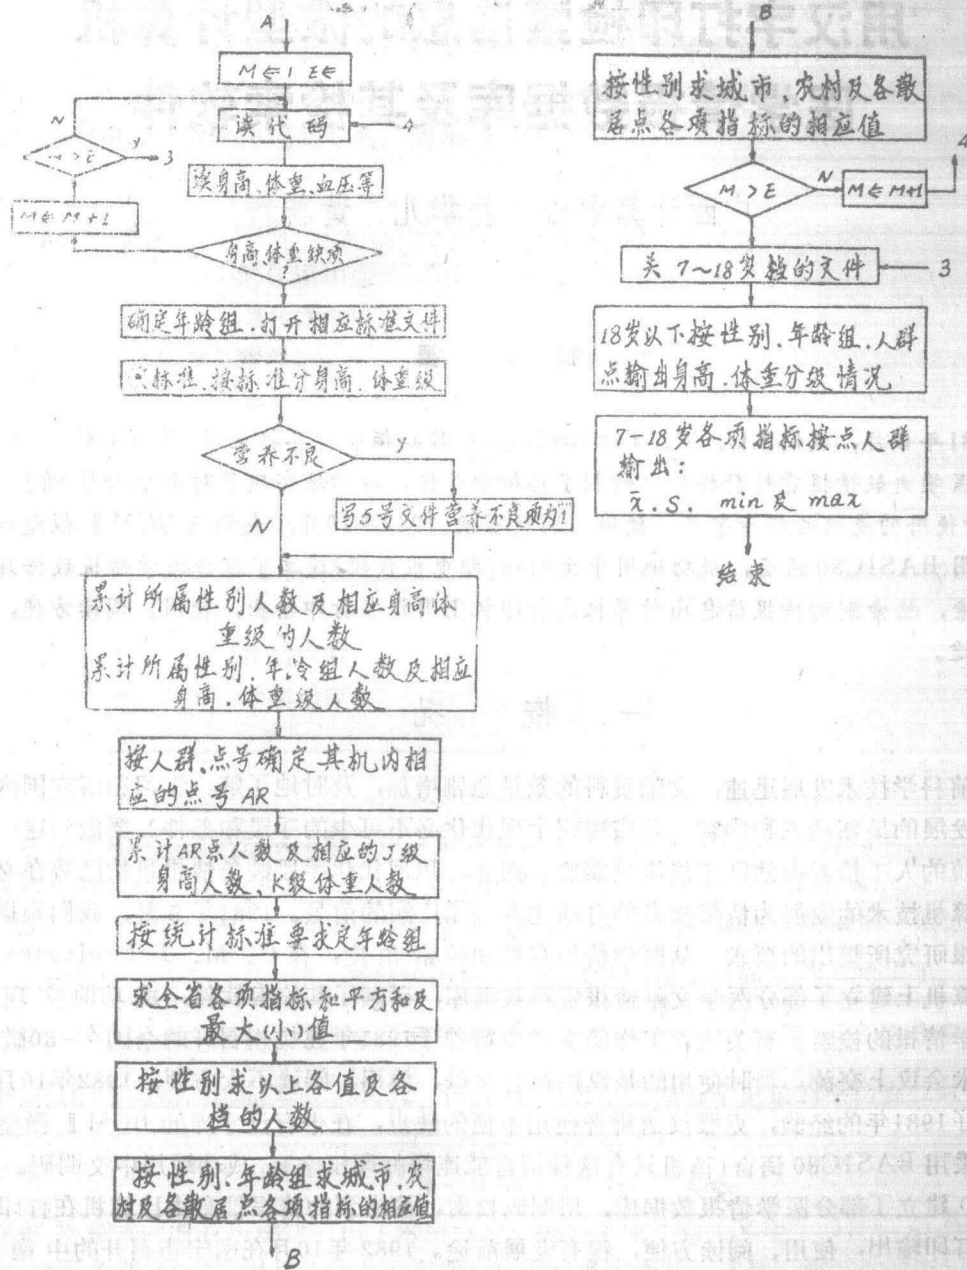 A
M⇐1 E⇐
读代码
4
读身高、体重、血压等
N
M>E
y
3
M⇐M+1
身高、体重缺项
?
确定年龄组、打开相应标准文件
标准、按标准分身高、体重级
营养不良
y
N
写5号文件营养不良项为1
累计所属性别人数及相应身高体
重级的人数
累计所属性别、年令组人数及相应
身高、体重级人数
按人群、点号确定其机内相
应的点号AR
累计AR点人数及相应的
身高人数、K级体重人数
按统计标准要求定年龄组
求全省各项指标和平方和及
最大(小)值
按性别求以上各值及各
档的人数
按性别、年龄组求城市、农
村及各散居点各项指标的相应值
B
B
按性别求城市、农村及各散
居点各项指标的相应值
4
M>E
N
M⇐M+1
关7~18岁档的文件
3
18岁以下按性别、年龄组、人群
点输出身高、体重分级情况
7-18岁各项指标按点人群
输出:
x̄. S. min 及 max
结束